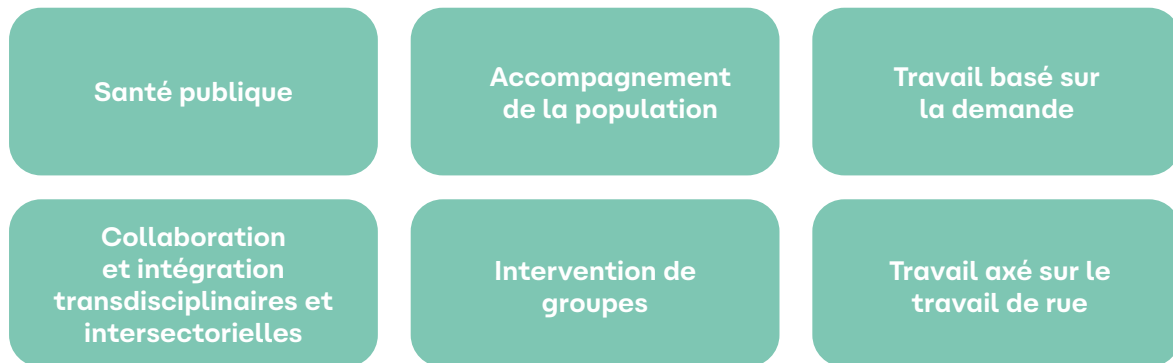 Santé publique
Accompagnement
de la population
Travail basé sur
la demande
Collaboration
et intégration
transdisciplinaires et
intersectorielles
Intervention de
groupes
Travail axé sur le
travail de rue